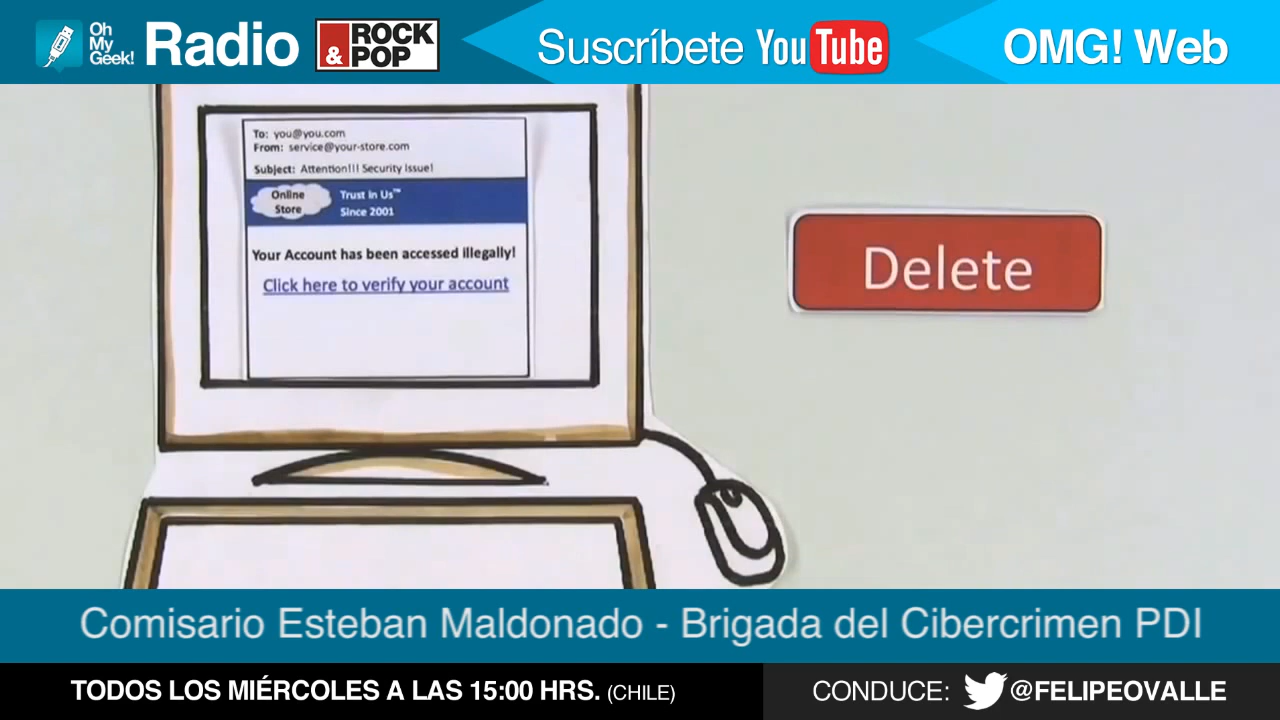 Oh
My
Geek!
Radio
ROCK
& POP
Suscríbete YouTube
OMG! Web
To: you@you.com
From: service@your-store.com
Subject: Attention!!! Security Issue!
Online
Store
Trust in Us™
Since 2001
Your Account has been accessed illegally!
Click here to verify your account
Delete
Comisario Esteban Maldonado - Brigada del Cibercrimen PDI
TODOS LOS MIÉRCOLES A LAS 15:00 HRS. (CHILE)
CONDUCE: @FELIPEOVALLE